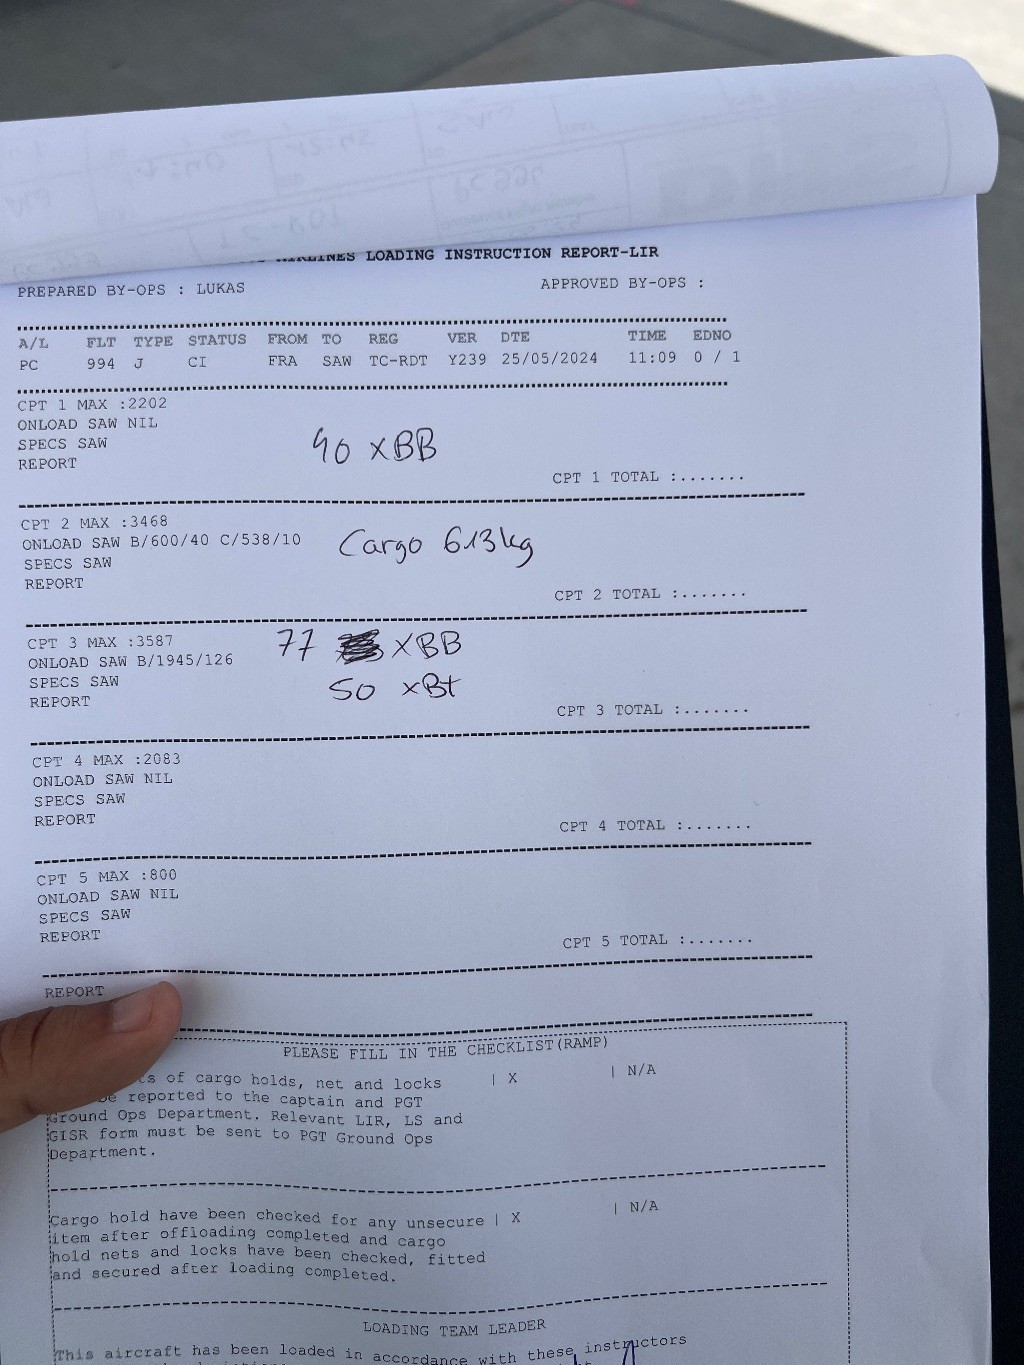 AIRLINES LOADING INSTRUCTION REPORT-LIR
PREPARED BY-OPS : LUKAS APPROVED BY-OPS :
A/L FLT TYPE STATUS FROM TO REG VER DTE TIME EDNO
PC 994 J CI FRA SAW TC-RDT Y239 25/05/2024 11:09 0 / 1
CPT 1 MAX :2202
ONLOAD SAW NIL
SPECS SAW
40 xBB
REPORT
CPT 1 TOTAL :.......
CPT 2 MAX :3468
ONLOAD SAW B/600/40 C/538/10 Cargo 613kg
SPECS SAW
REPORT
CPT 2 TOTAL :.......
CPT 3 MAX :3587 77 xBB
ONLOAD SAW B/1945/126
SPECS SAW 50 xBt
REPORT
CPT 3 TOTAL :.......
CPT 4 MAX :2083
ONLOAD SAW NIL
SPECS SAW
REPORT
CPT 4 TOTAL :.......
CPT 5 MAX :800
ONLOAD SAW NIL
SPECS SAW
REPORT
CPT 5 TOTAL :.......
REPORT
PLEASE FILL IN THE CHECKLIST(RAMP)
of cargo holds, net and locks | X | N/A
be reported to the captain and PGT
Ground Ops Department. Relevant LIR, LS and
GISR form must be sent to PGT Ground Ops
Department.
Cargo hold have been checked for any unsecure | X | N/A
item after offloading completed and cargo
hold nets and locks have been checked, fitted
and secured after loading completed.
LOADING TEAM LEADER
This aircraft has been loaded in accordance with these instructors